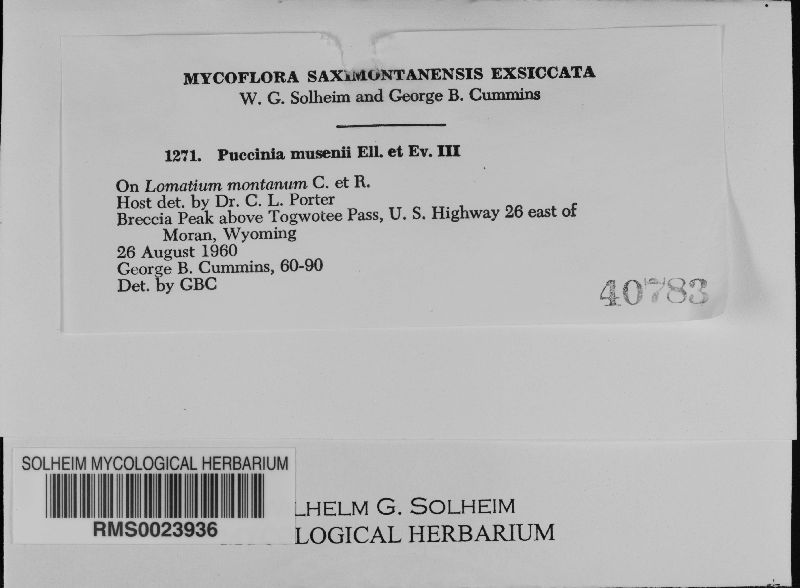 MYCOFLORA SAXIMONTANENSIS EXSICCATA
W. G. Solheim and George B. Cummins
1271. Puccinia musenii Ell. et Ev. III
On Lomatium montanum C. et R.
Host det. by Dr. C. L. Porter
Breccia Peak above Togwotee Pass, U. S. Highway 26 east of
Moran, Wyoming
26 August 1960
George B. Cummins, 60-90
Det. by GBC
40783
SOLHEIM MYCOLOGICAL HERBARIUM
RMS0023936
LHELM G. SOLHEIM
LOGICAL HERBARIUM